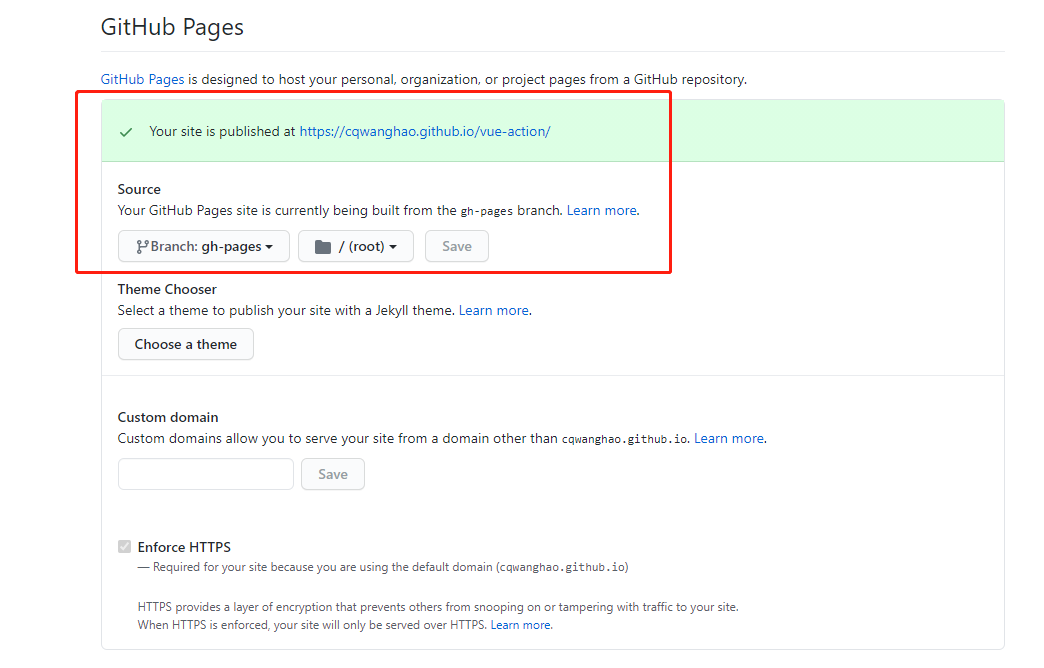 GitHub Pages
GitHub Pages is designed to host your personal, organization, or project pages from a GitHub repository.
Your site is published at https://cqwanghao.github.io/vue-action/
Source
Your GitHub Pages site is currently being built from the gh-pages branch. Learn more.
Branch: gh-pages / (root) Save
Theme Chooser
Select a theme to publish your site with a Jekyll theme. Learn more.
Choose a theme
Custom domain
Custom domains allow you to serve your site from a domain other than cqwanghao.github.io. Learn more.
Save
Enforce HTTPS
— Required for your site because you are using the default domain (cqwanghao.github.io)
HTTPS provides a layer of encryption that prevents others from snooping on or tampering with traffic to your site.
When HTTPS is enforced, your site will only be served over HTTPS. Learn more.